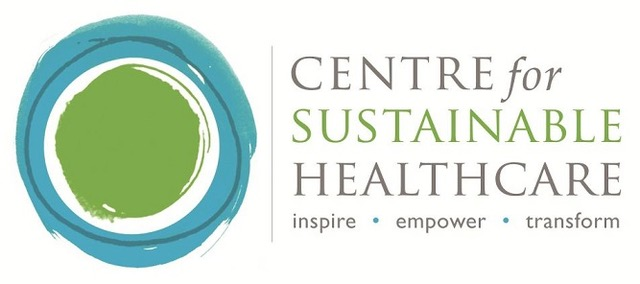 CENTRE for
SUSTAINABLE
HEALTHCARE
inspire • empower • transform